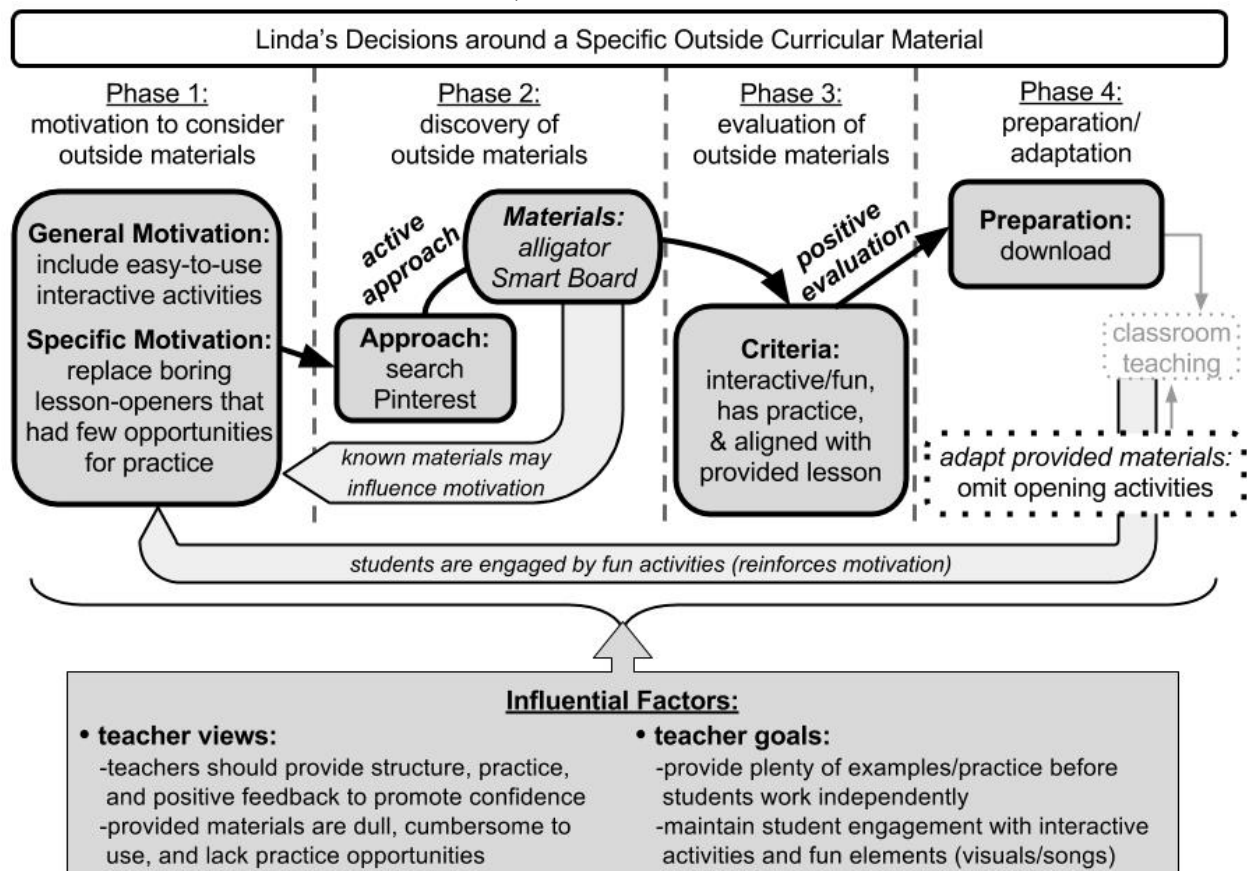 Linda's Decisions around a Specific Outside Curricular Material
Phase 1:
motivation to consider
outside materials
Phase 2:
discovery of
outside materials
Phase 3:
evaluation of
outside materials
Phase 4:
preparation/
adaptation
General Motivation:
include easy-to-use
interactive activities
Specific Motivation:
replace boring
lesson-openers that
had few opportunities
for practice
active
approach
Approach:
search
Pinterest
Materials:
alligator
Smart Board
known materials may
influence motivation
Criteria:
interactive/fun,
has practice,
& aligned with
provided lesson
positive
evaluation
Preparation:
download
classroom
teaching
adapt provided materials:
omit opening activities
students are engaged by fun activities (reinforces motivation)
Influential Factors:
• teacher views:
-teachers should provide structure, practice,
and positive feedback to promote confidence
-provided materials are dull, cumbersome to
use, and lack practice opportunities
• teacher goals:
-provide plenty of examples/practice before
students work independently
-maintain student engagement with interactive
activities and fun elements (visuals/songs)